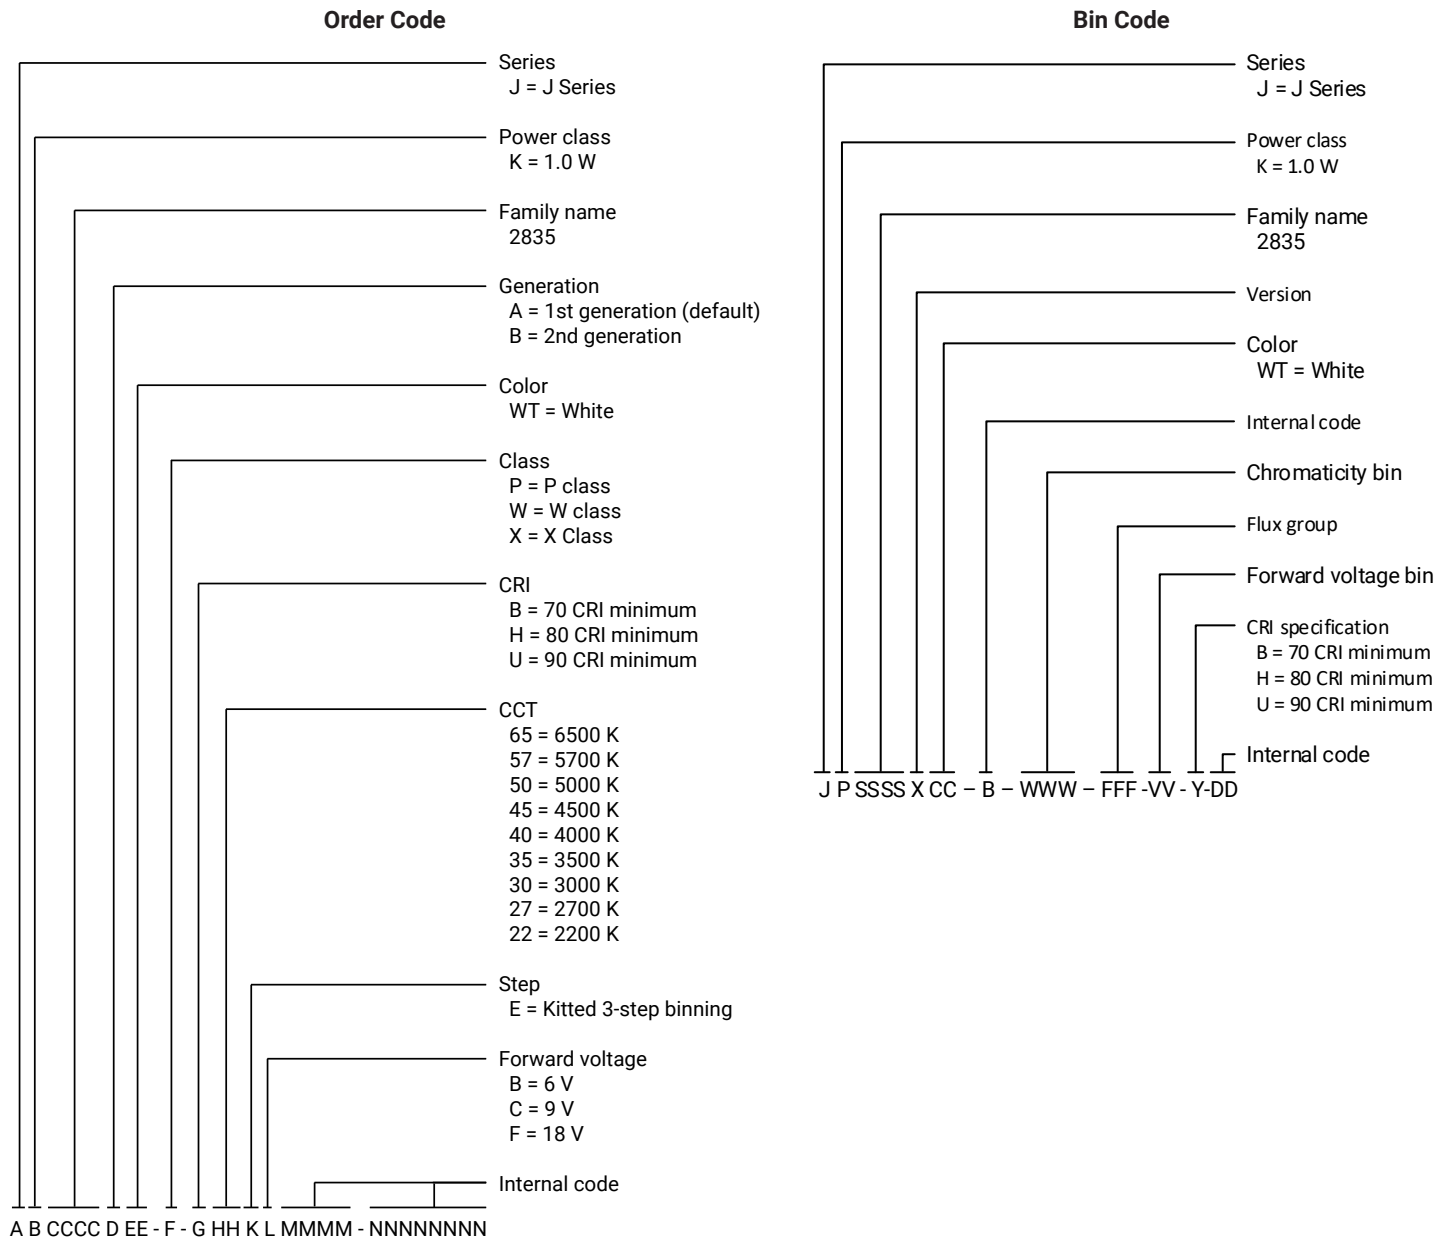 Order Code
Series
J = J Series
Power class
K = 1.0 W
Family name
2835
Generation
A = 1st generation (default)
B = 2nd generation
Color
WT = White
Class
P = P class
W = W class
X = X Class
CRI
B = 70 CRI minimum
H = 80 CRI minimum
U = 90 CRI minimum
CCT
65 = 6500 K
57 = 5700 K
50 = 5000 K
45 = 4500 K
40 = 4000 K
35 = 3500 K
30 = 3000 K
27 = 2700 K
22 = 2200 K
Step
E = Kitted 3-step binning
Forward voltage
B = 6 V
C = 9 V
F = 18 V
Internal code
A B CCCC D EE - F - G HH K L MMMM - NNNNNNNN
Bin Code
Series
J = J Series
Power class
K = 1.0 W
Family name
2835
Version
Color
WT = White
Internal code
Chromaticity bin
Flux group
Forward voltage bin
CRI specification
B = 70 CRI minimum
H = 80 CRI minimum
U = 90 CRI minimum
Internal code
J P SSSS X CC – B – WWW – FFF -VV - Y-DD